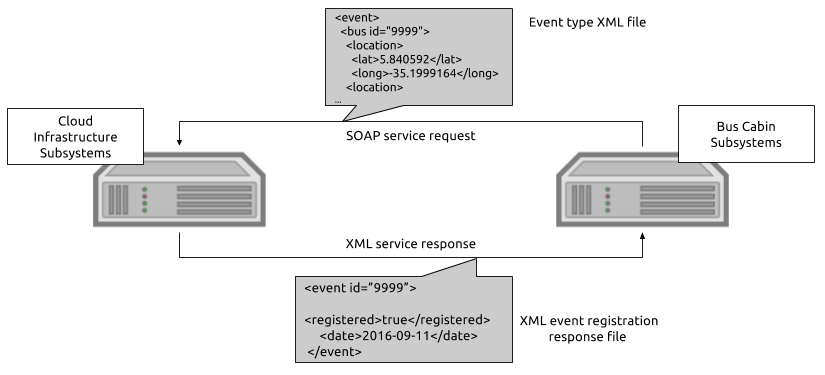 <event>
<bus id="9999">
<location>
<lat>5.840592</lat>
<long>-35.1999164</long>
<location>
...
Event type XML file
Cloud
Infrastructure
Subsystems
SOAP service request
Bus Cabin
Subsystems
XML service response
<event id="9999">
<registered>true</registered>
<date>2016-09-11</date>
</event>
XML event registration
response file